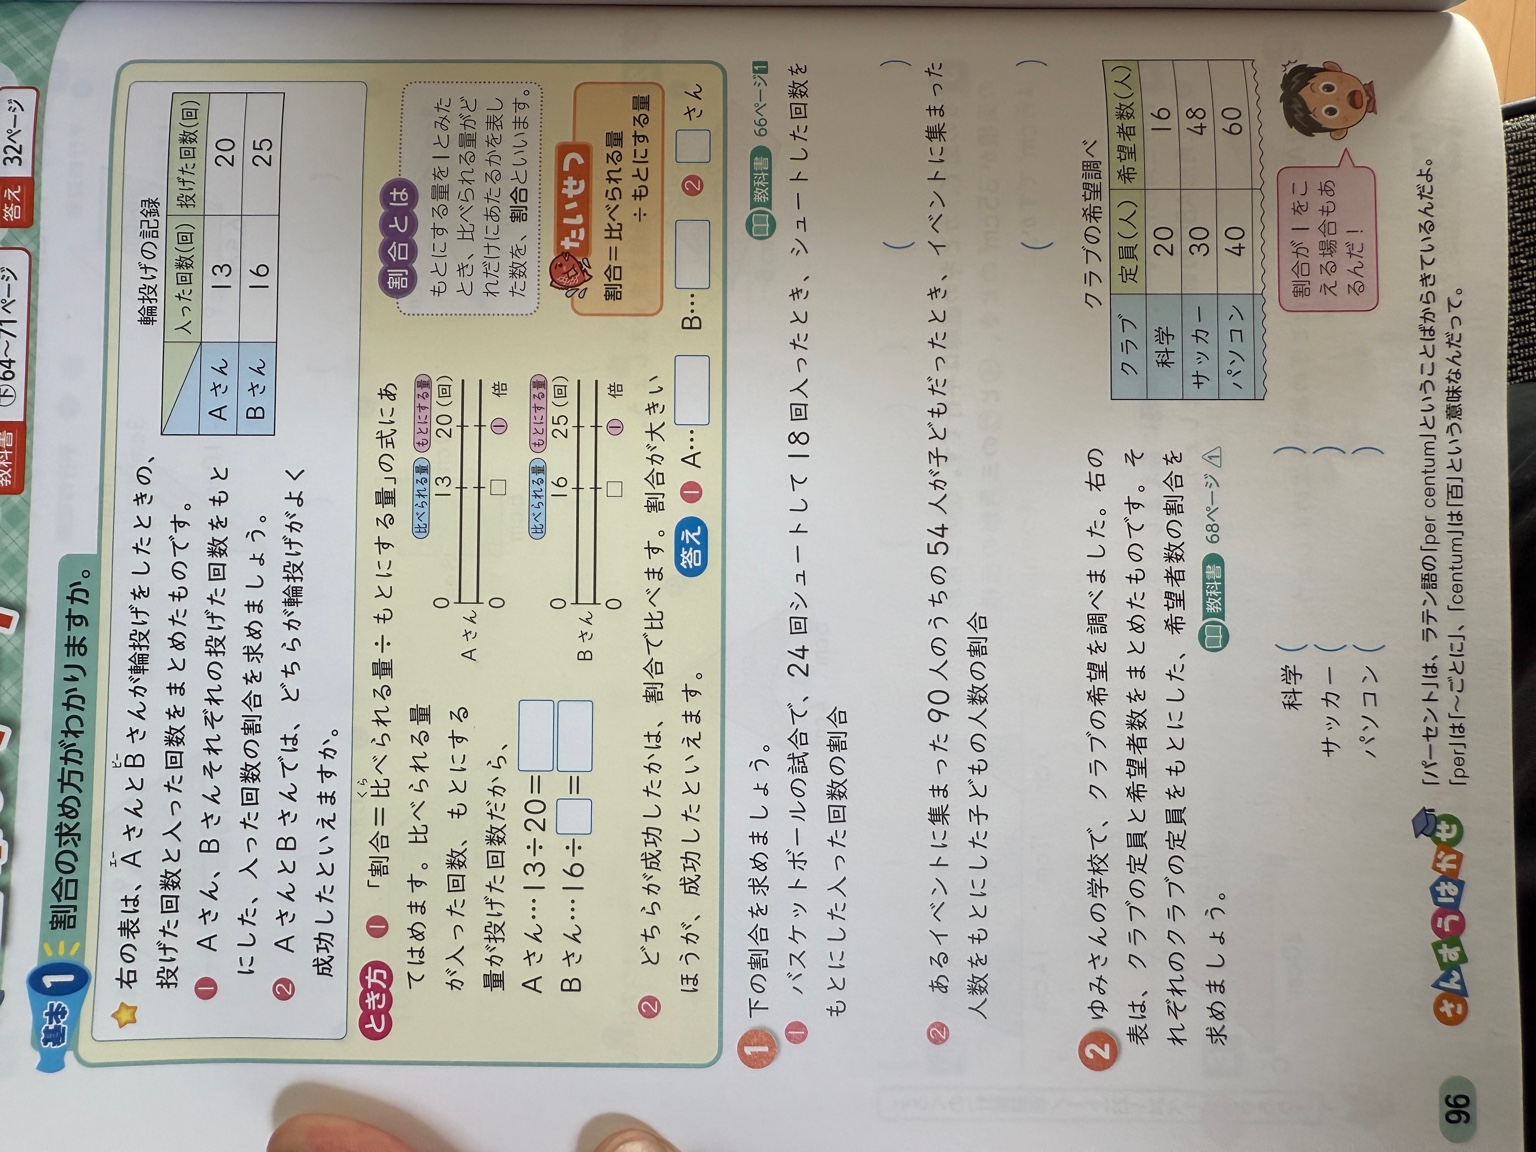 教科書
下64〜71ページ
答え
32ページ
基本1
割合の求め方がわかりますか。
右の表は、AさんとBさんが輪投げをしたときの、
エー
ビー
投げた回数と入った回数をまとめたものです。
❶ Aさん、Bさんそれぞれの投げた回数をもと
にした、入った回数の割合を求めましょう。
❷ AさんとBさんでは、どちらが輪投げがよく
成功したといえますか。
輪投げの記録
入った回数(回) 投げた回数(回)
Aさん 13 20
Bさん 16 25
とき方 ❶ 「割合=比べられる量÷もとにする量」の式にあ
くら
てはめます。比べられる量
が入った回数、もとにする
量が投げた回数だから、
Aさん…13÷20=
Bさん…16÷ =
比べられる量 もとにする量
0 13 20(回)
Aさん
0 □ 1 倍
比べられる量 もとにする量
0 16 25(回)
Bさん
0 □ 1 倍
割合とは
もとにする量を1とみた
とき、比べられる量がど
れだけにあたるかを表し
た数を、割合といいます。
たいせつ
割合=比べられる量
÷もとにする量
❷ どちらが成功したかは、割合で比べます。割合が大きい
ほうが、成功したといえます。
答え ❶ A… B… ❷ さん
1 下の割合を求めましょう。
教科書 66ページ1
❶ バスケットボールの試合で、24回シュートして18回入ったとき、シュートした回数を
もとにした入った回数の割合
( )
❷ あるイベントに集まった90人のうちの54人が子どもだったとき、イベントに集まった
人数をもとにした子どもの人数の割合
( )
2 ゆみさんの学校で、クラブの希望を調べました。右の
表は、クラブの定員と希望者数をまとめたものです。そ
れぞれのクラブの定員をもとにした、希望者数の割合を
求めましょう。
教科書 68ページ1
クラブの希望調べ
クラブ 定員(人) 希望者数(人)
科学 20 16
サッカー 30 48
パソコン 40 60
科学 ( )
サッカー ( )
パソコン ( )
割合が1をこ
える場合もあ
るんだ!
さんすうはかせ
「パーセント」は、ラテン語の「per centum」ということばからきているんだよ。
「per」は「〜ごとに」、「centum」は「百」という意味なんだって。
96